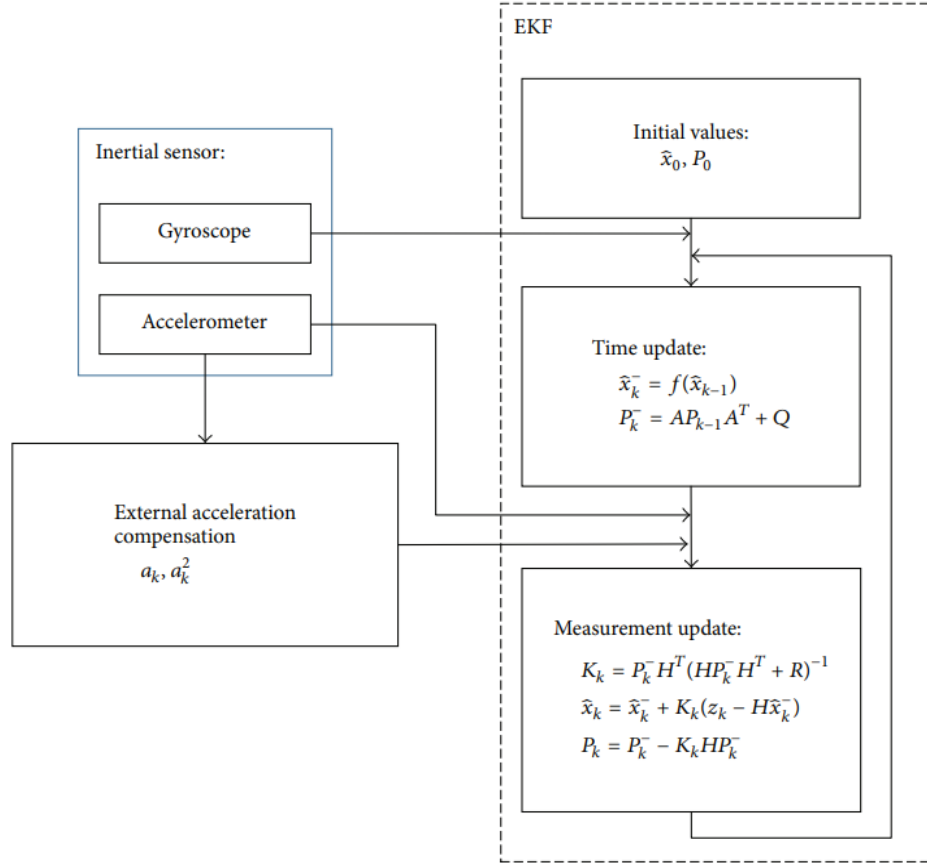 EKF
Initial values:
x̂₀, P₀
Inertial sensor:
Gyroscope
Accelerometer
Time update:
x̂ₖ⁻ = f(x̂ₖ₋₁)
Pₖ⁻ = APₖ₋₁Aᵀ + Q
External acceleration
compensation
aₖ, aₖ²
Measurement update:
Kₖ = Pₖ⁻Hᵀ(HPₖ⁻Hᵀ + R)⁻¹
x̂ₖ = x̂ₖ⁻ + Kₖ(zₖ − Hx̂ₖ⁻)
Pₖ = Pₖ⁻ − KₖHPₖ⁻